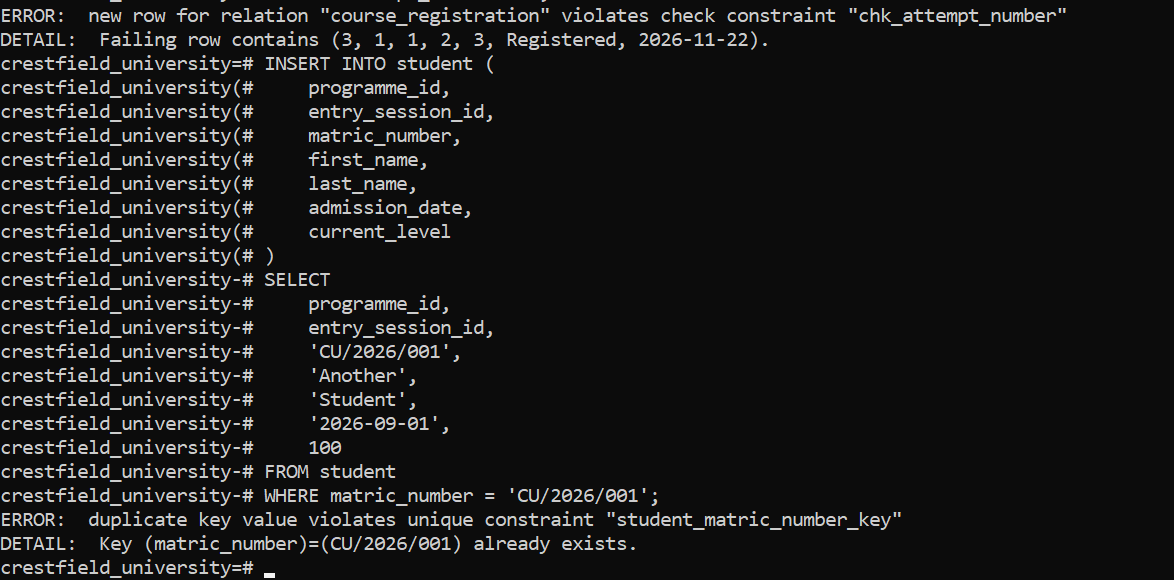 ERROR:  new row for relation "course_registration" violates check constraint "chk_attempt_number"
DETAIL:  Failing row contains (3, 1, 1, 2, 3, Registered, 2026-11-22).
crestfield_university=# INSERT INTO student (
crestfield_university(#     programme_id,
crestfield_university(#     entry_session_id,
crestfield_university(#     matric_number,
crestfield_university(#     first_name,
crestfield_university(#     last_name,
crestfield_university(#     admission_date,
crestfield_university(#     current_level
crestfield_university(# )
crestfield_university-# SELECT
crestfield_university-#     programme_id,
crestfield_university-#     entry_session_id,
crestfield_university-#     'CU/2026/001',
crestfield_university-#     'Another',
crestfield_university-#     'Student',
crestfield_university-#     '2026-09-01',
crestfield_university-#     100
crestfield_university-# FROM student
crestfield_university-# WHERE matric_number = 'CU/2026/001';
ERROR:  duplicate key value violates unique constraint "student_matric_number_key"
DETAIL:  Key (matric_number)=(CU/2026/001) already exists.
crestfield_university=#